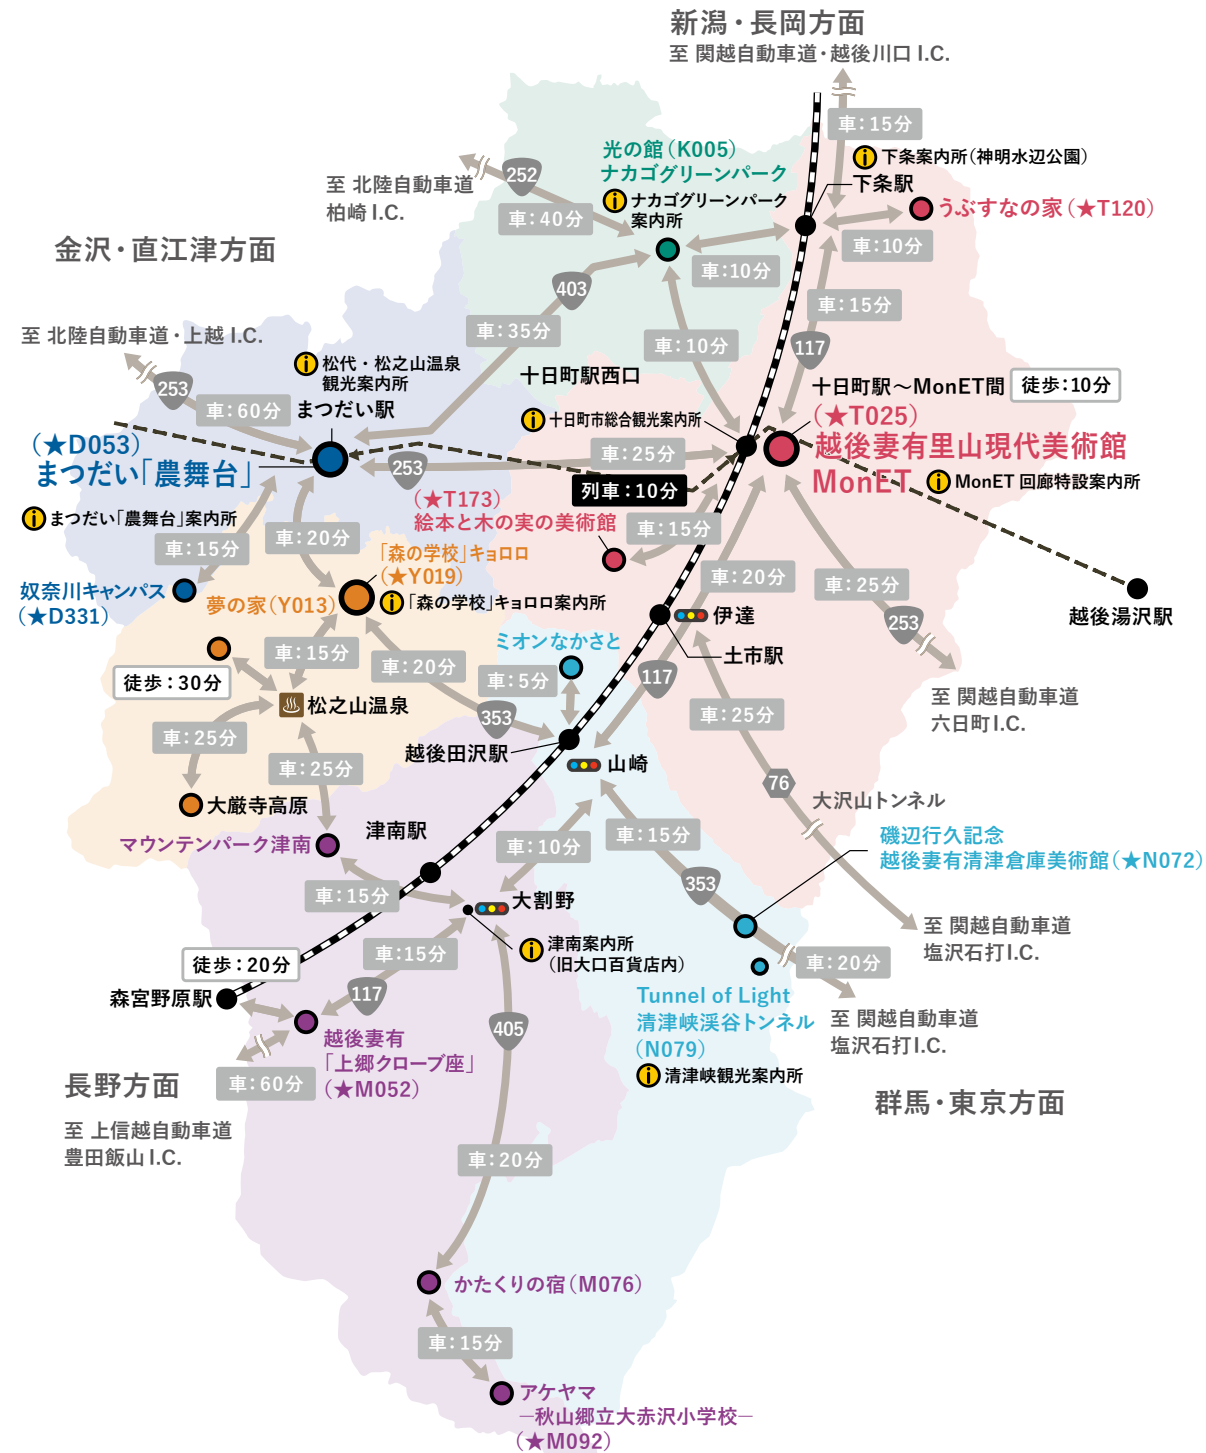 新潟・長岡方面
至 関越自動車道・越後川口 I.C.
車：15分
下条案内所（神明水辺公園）
下条駅
うぶすなの家（★T120）
車：10分
光の館（K005）
ナカゴグリーンパーク
ナカゴグリーンパーク
案内所
252
至 北陸自動車道
柏崎 I.C.
車：40分
車：10分
車：15分
117
金沢・直江津方面
403
車：35分
車：10分
至 北陸自動車道・上越 I.C.
253
車：60分
松代・松之山温泉
観光案内所
まつだい駅
十日町駅西口
十日町市総合観光案内所
十日町駅～MonET間
徒歩：10分
（★T025）
越後妻有里山現代美術館
MonET
MonET 回廊特設案内所
（★D053）
まつだい「農舞台」
まつだい「農舞台」案内所
253
車：25分
列車：10分
（★T173）
絵本と木の実の美術館
車：15分
車：15分
車：20分
奴奈川キャンパス
（★D331）
「森の学校」キョロロ
（★Y019）
「森の学校」キョロロ案内所
夢の家（Y013）
車：20分
車：25分
253
越後湯沢駅
伊達
土市駅
至 関越自動車道
六日町 I.C.
ミオンなかさと
車：5分
117
車：15分
車：20分
徒歩：30分
松之山温泉
353
車：25分
車：25分
越後田沢駅
山崎
車：25分
76
大沢山トンネル
大厳寺高原
マウンテンパーク津南
津南駅
車：10分
車：15分
磯辺行久記念
越後妻有清津倉庫美術館（★N072）
353
車：15分
大割野
津南案内所
（旧大口百貨店内）
至 関越自動車道
塩沢石打 I.C.
車：15分
徒歩：20分
森宮野原駅
117
車：20分
Tunnel of Light
清津峡渓谷トンネル
（N079）
清津峡観光案内所
至 関越自動車道
塩沢石打 I.C.
405
越後妻有
「上郷クローブ座」
（★M052）
長野方面
車：60分
至 上信越自動車道
豊田飯山 I.C.
群馬・東京方面
車：20分
かたくりの宿（M076）
車：15分
アケヤマ
―秋山郷立大赤沢小学校―
（★M092）